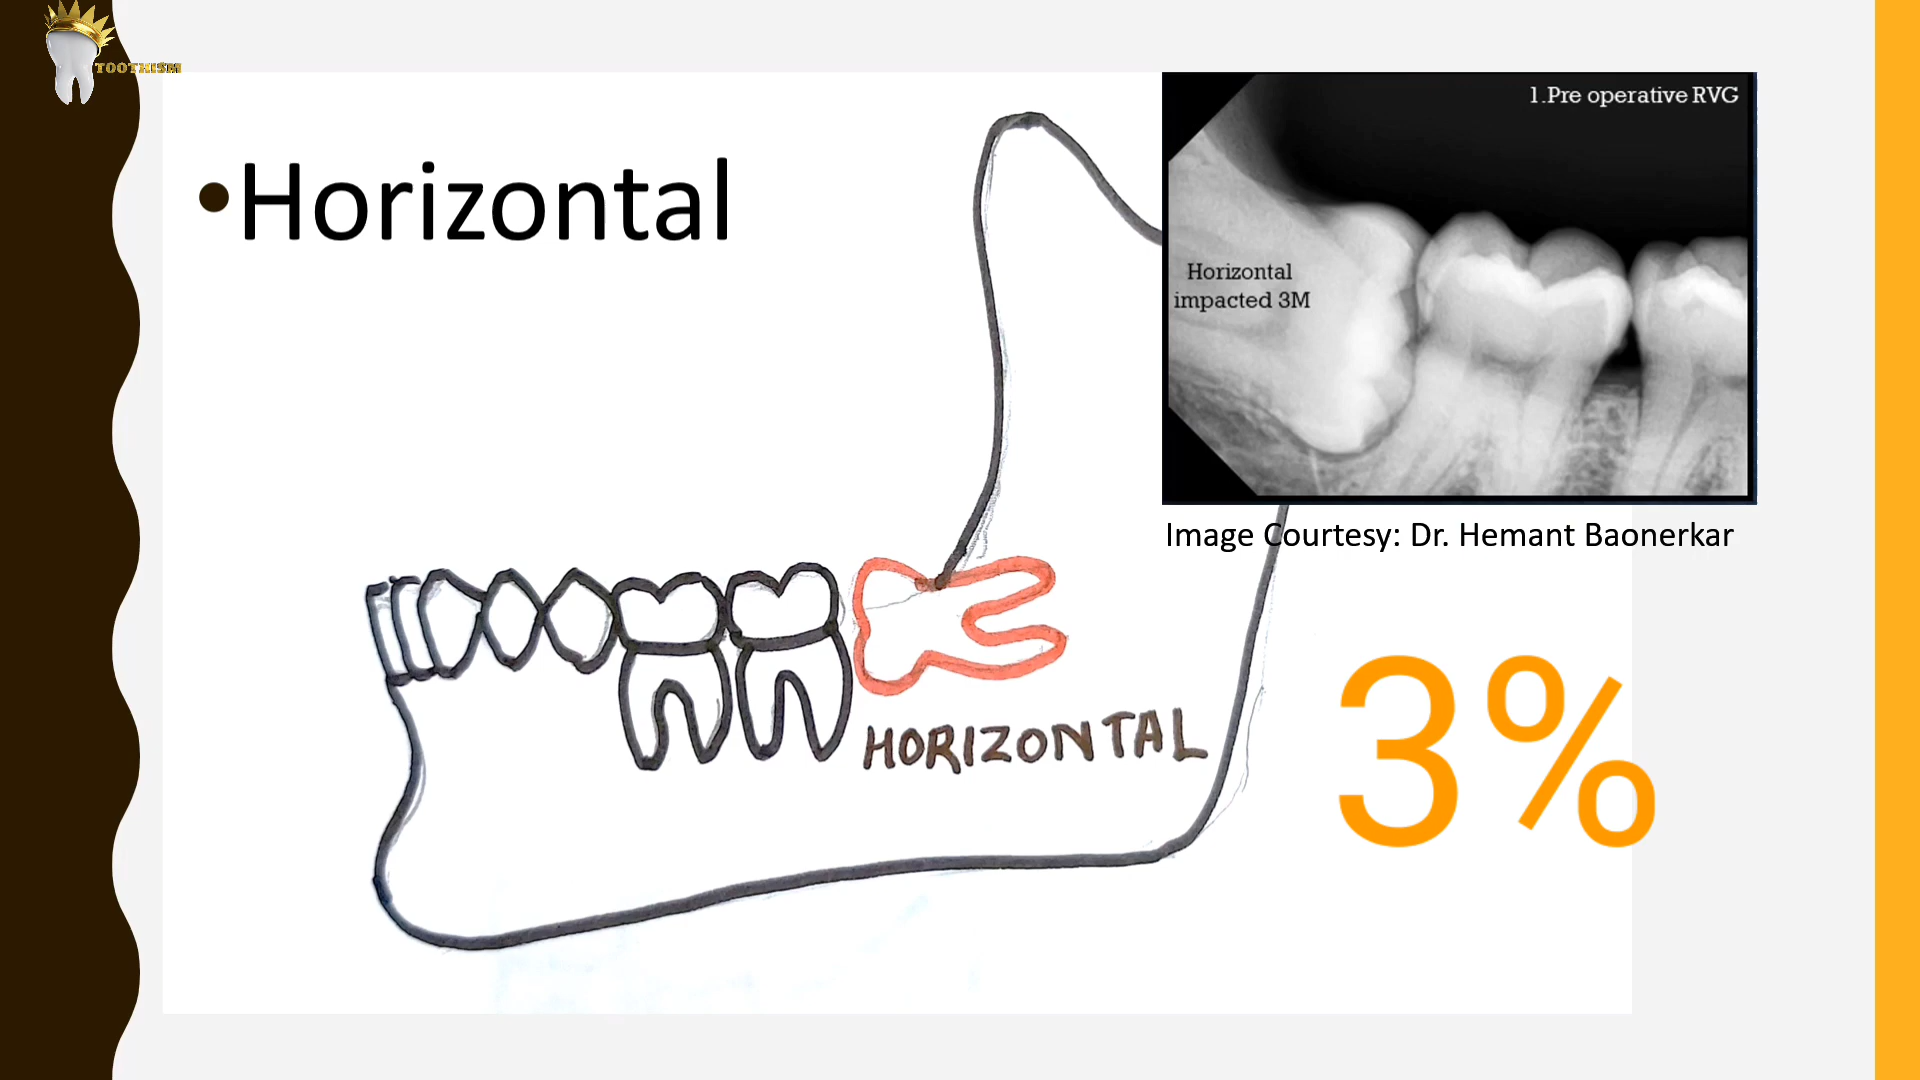 TOOTHISM
•Horizontal
1.Pre operative RVG
Horizontal
impacted 3M
Image Courtesy: Dr. Hemant Baonerkar
HORIZONTAL
3%